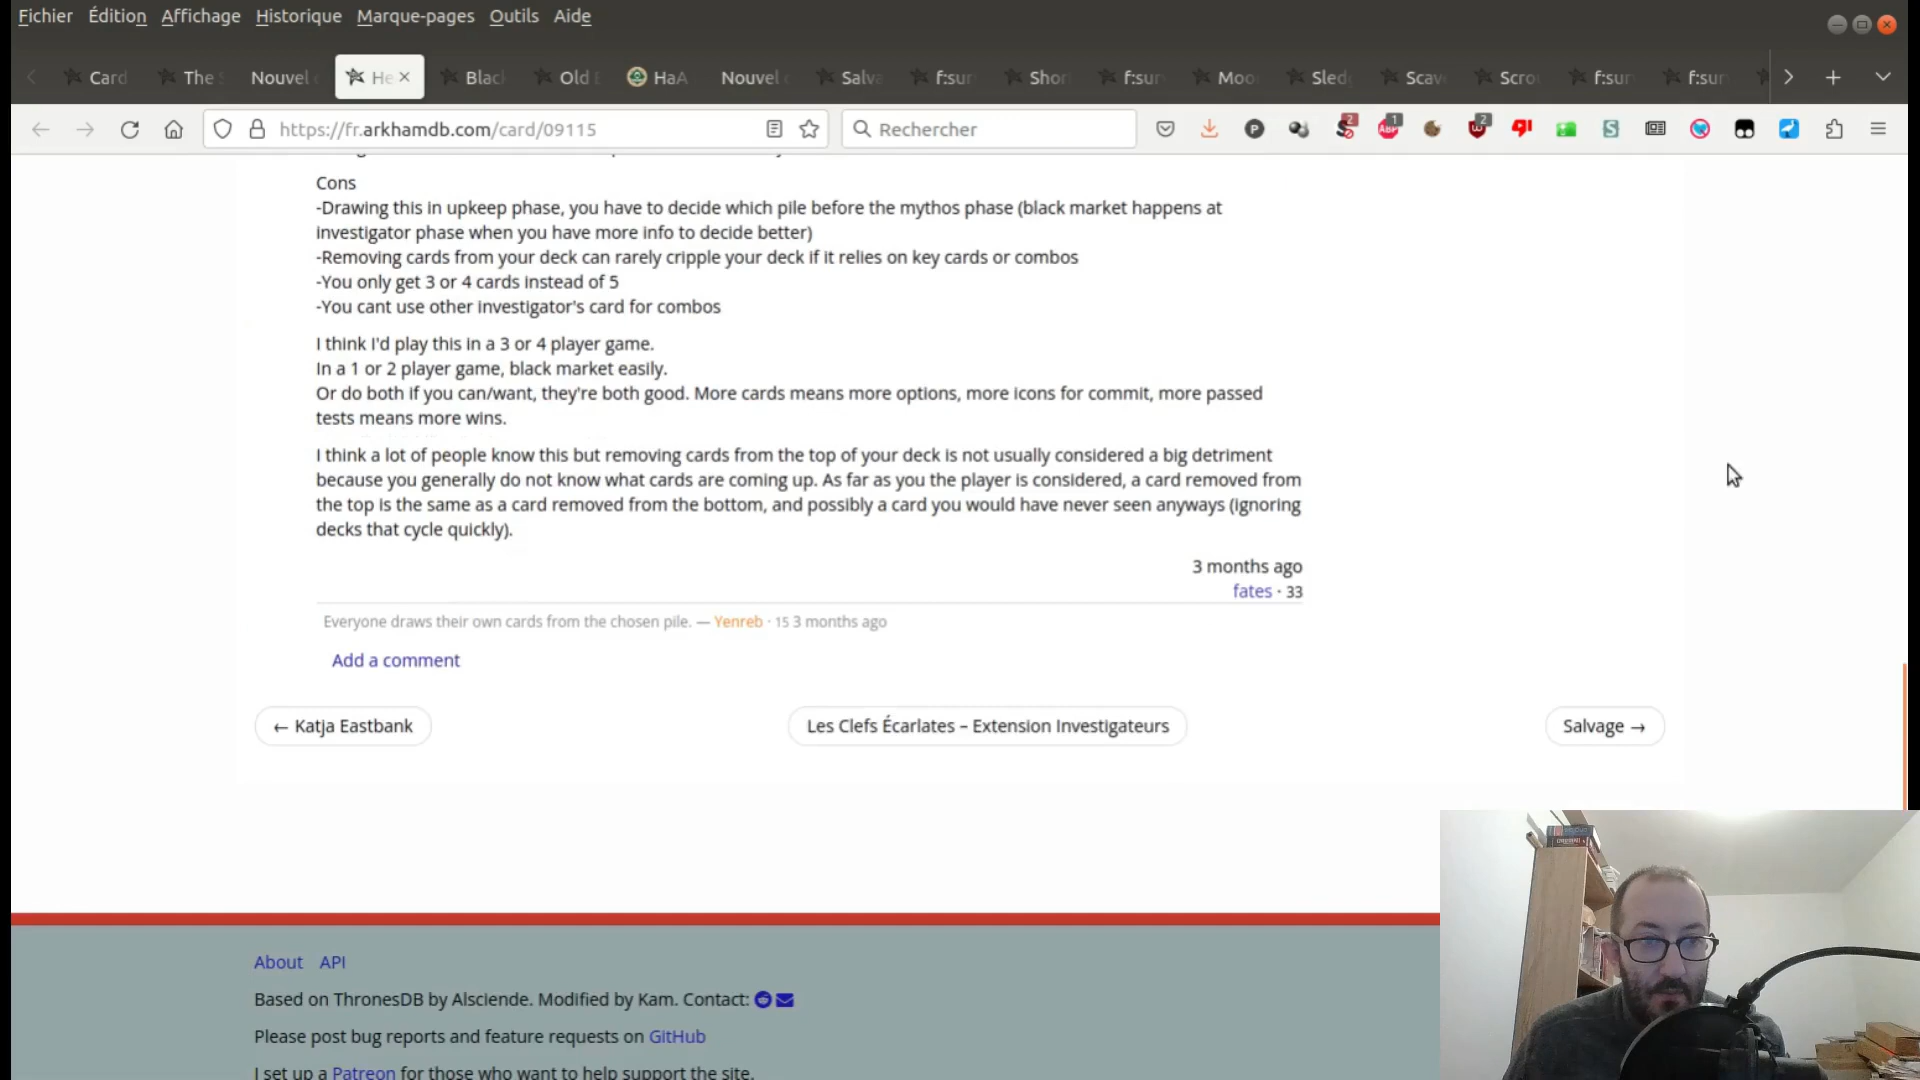 Fichier Édition Affichage Historique Marque-pages Outils Aide
Card The Nouvel He Blac Old HaA Nouvel Salva f:sur Shor f:sur Moo Sled Scav Scro f:sur f:sur
https://fr.arkhamdb.com/card/09115 Rechercher
Cons
-Drawing this in upkeep phase, you have to decide which pile before the mythos phase (black market happens at
investigator phase when you have more info to decide better)
-Removing cards from your deck can rarely cripple your deck if it relies on key cards or combos
-You only get 3 or 4 cards instead of 5
-You cant use other investigator's card for combos
I think I'd play this in a 3 or 4 player game.
In a 1 or 2 player game, black market easily.
Or do both if you can/want, they're both good. More cards means more options, more icons for commit, more passed
tests means more wins.
I think a lot of people know this but removing cards from the top of your deck is not usually considered a big detriment
because you generally do not know what cards are coming up. As far as you the player is considered, a card removed from
the top is the same as a card removed from the bottom, and possibly a card you would have never seen anyways (ignoring
decks that cycle quickly).
3 months ago
fates · 33
Everyone draws their own cards from the chosen pile. — Yenreb · 15 3 months ago
Add a comment
← Katja Eastbank Les Clefs Écarlates – Extension Investigateurs Salvage →
About API
Based on ThronesDB by Alsciende. Modified by Kam. Contact:
Please post bug reports and feature requests on GitHub
I set up a Patreon for those who want to help support the site.